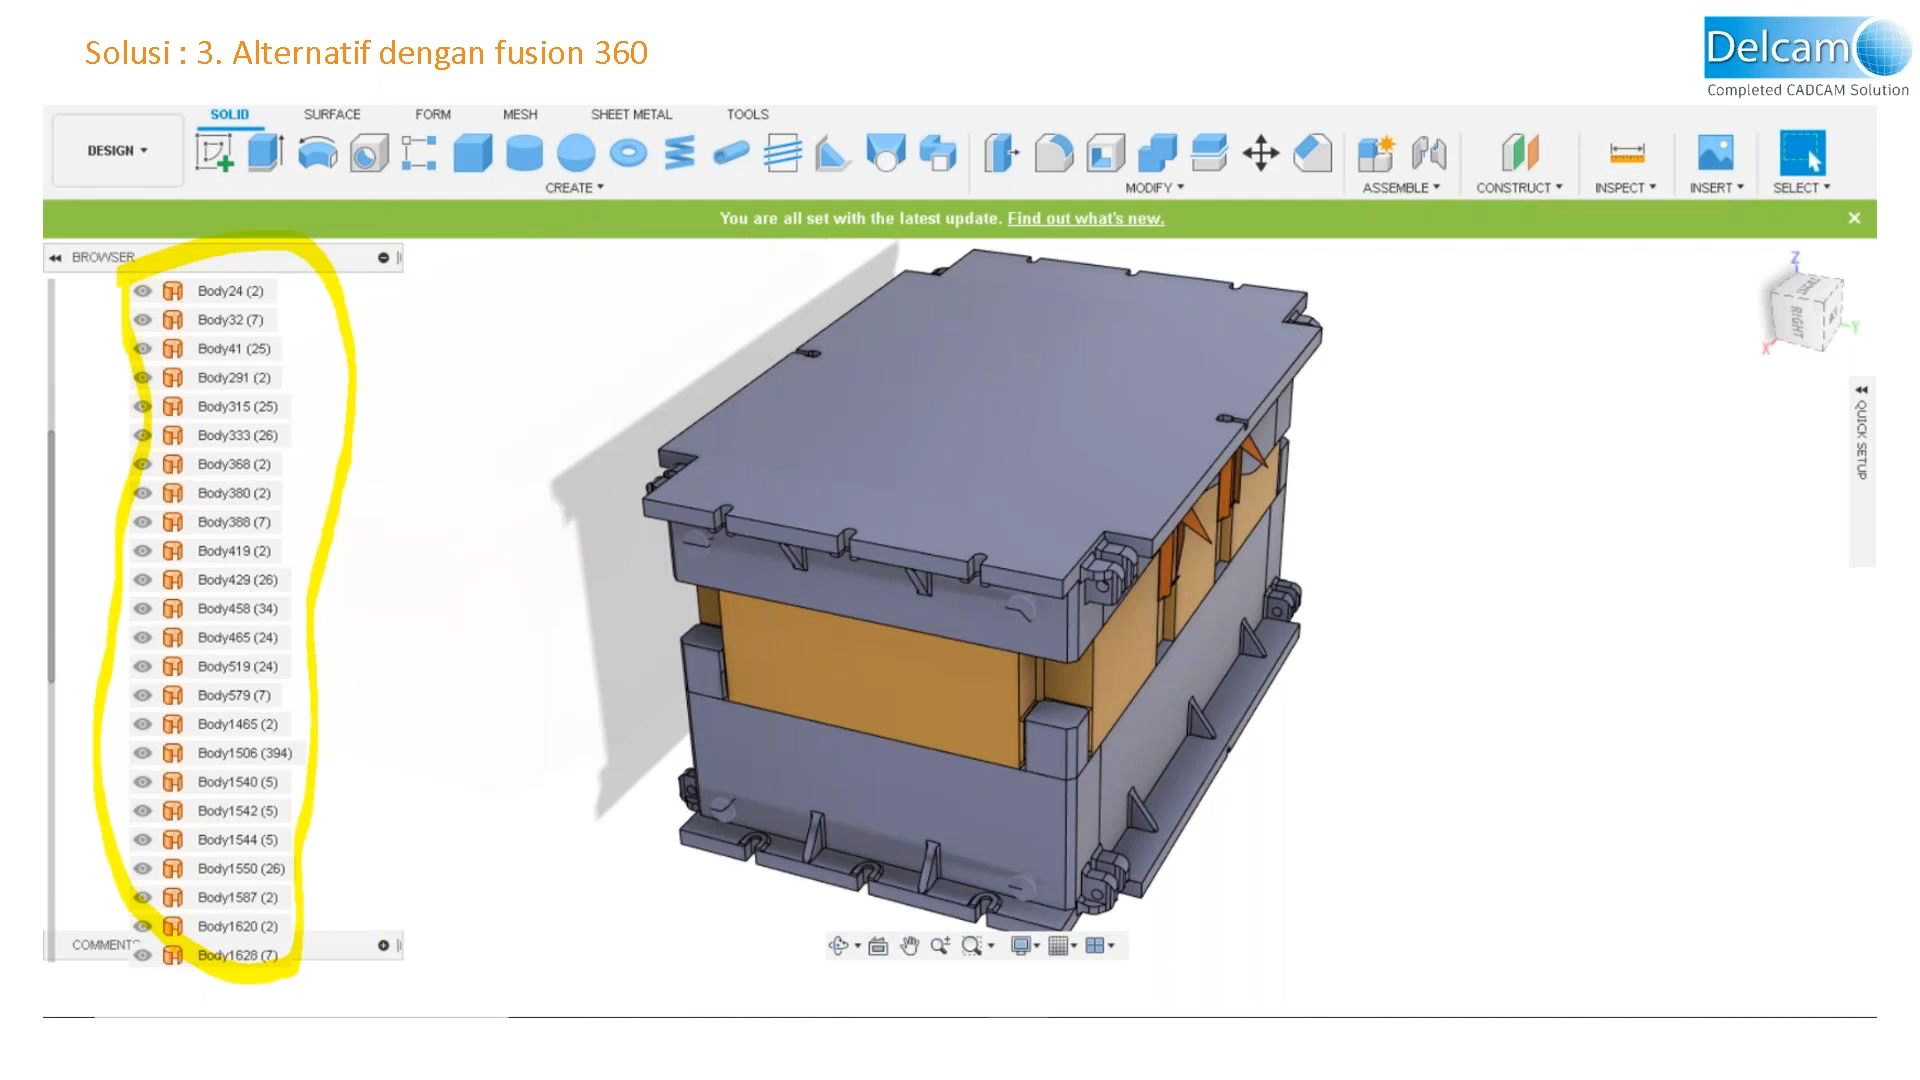 Solusi : 3. Alternatif dengan fusion 360
Delcam
Completed CADCAM Solution
SOLID SURFACE FORM MESH SHEET METAL TOOLS
DESIGN
CREATE MODIFY ASSEMBLE CONSTRUCT INSPECT INSERT SELECT
You are all set with the latest update. Find out what's new.
BROWSER
Body24 (2)
Body32 (7)
Body41 (25)
Body291 (2)
Body315 (25)
Body333 (26)
Body368 (2)
Body380 (2)
Body388 (7)
Body419 (2)
Body429 (26)
Body458 (34)
Body465 (24)
Body519 (24)
Body579 (7)
Body1465 (2)
Body1506 (394)
Body1540 (5)
Body1542 (5)
Body1544 (5)
Body1550 (26)
Body1587 (2)
Body1620 (2)
Body1628 (7)
COMMENTS
Z
RIGHT
Y
X
QUICK SETUP